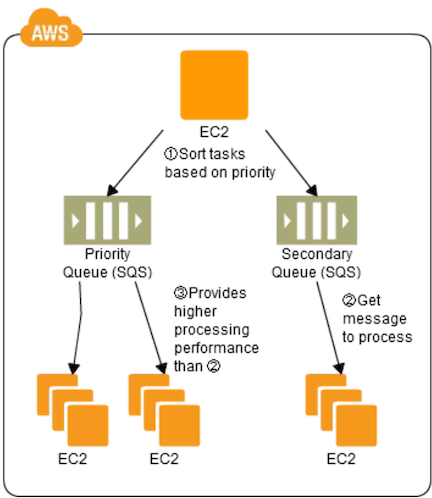 AWS
EC2
①Sort tasks
based on priority
Priority
Queue (SQS)
Secondary
Queue (SQS)
③Provides
higher
processing
performance
than ②
②Get
message
to process
EC2
EC2
EC2